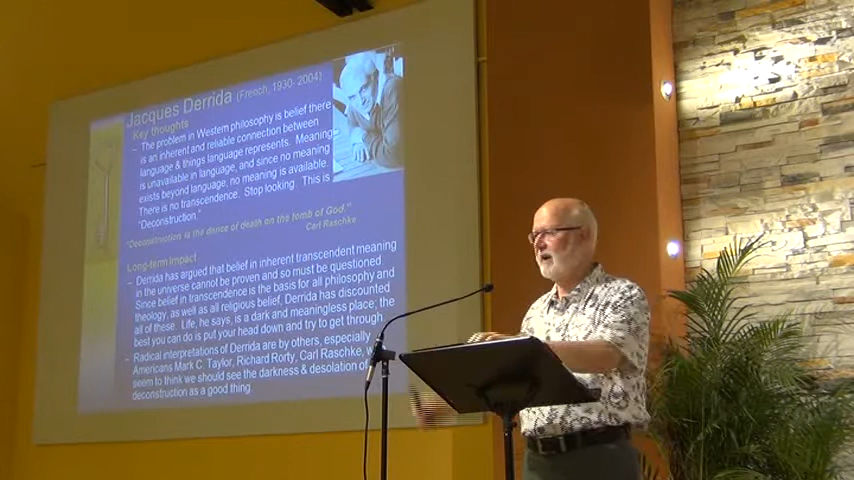 Jacques Derrida (French, 1930- 2004)
Key thoughts
– The problem in Western philosophy is belief there
is an inherent and reliable connection between
language & things language represents. Meaning
is unavailable in language, and since no meaning
exists beyond language, no meaning is available.
There is no transcendence. Stop looking. This is
"Deconstruction."
"Deconstruction is the dance of death on the tomb of God."
Carl Raschke
Long-term Impact
– Derrida has argued that belief in inherent transcendent meaning
in the universe cannot be proven and so must be questioned.
Since belief in transcendence is the basis for all philosophy and
theology, as well as all religious belief, Derrida has discounted
all of these. Life, he says, is a dark and meaningless place; the
best you can do is put your head down and try to get through.
– Radical interpretations of Derrida are by others, especially
Americans Mark C. Taylor, Richard Rorty, Carl Raschke,
seem to think we should see the darkness & desolation of
deconstruction as a good thing.